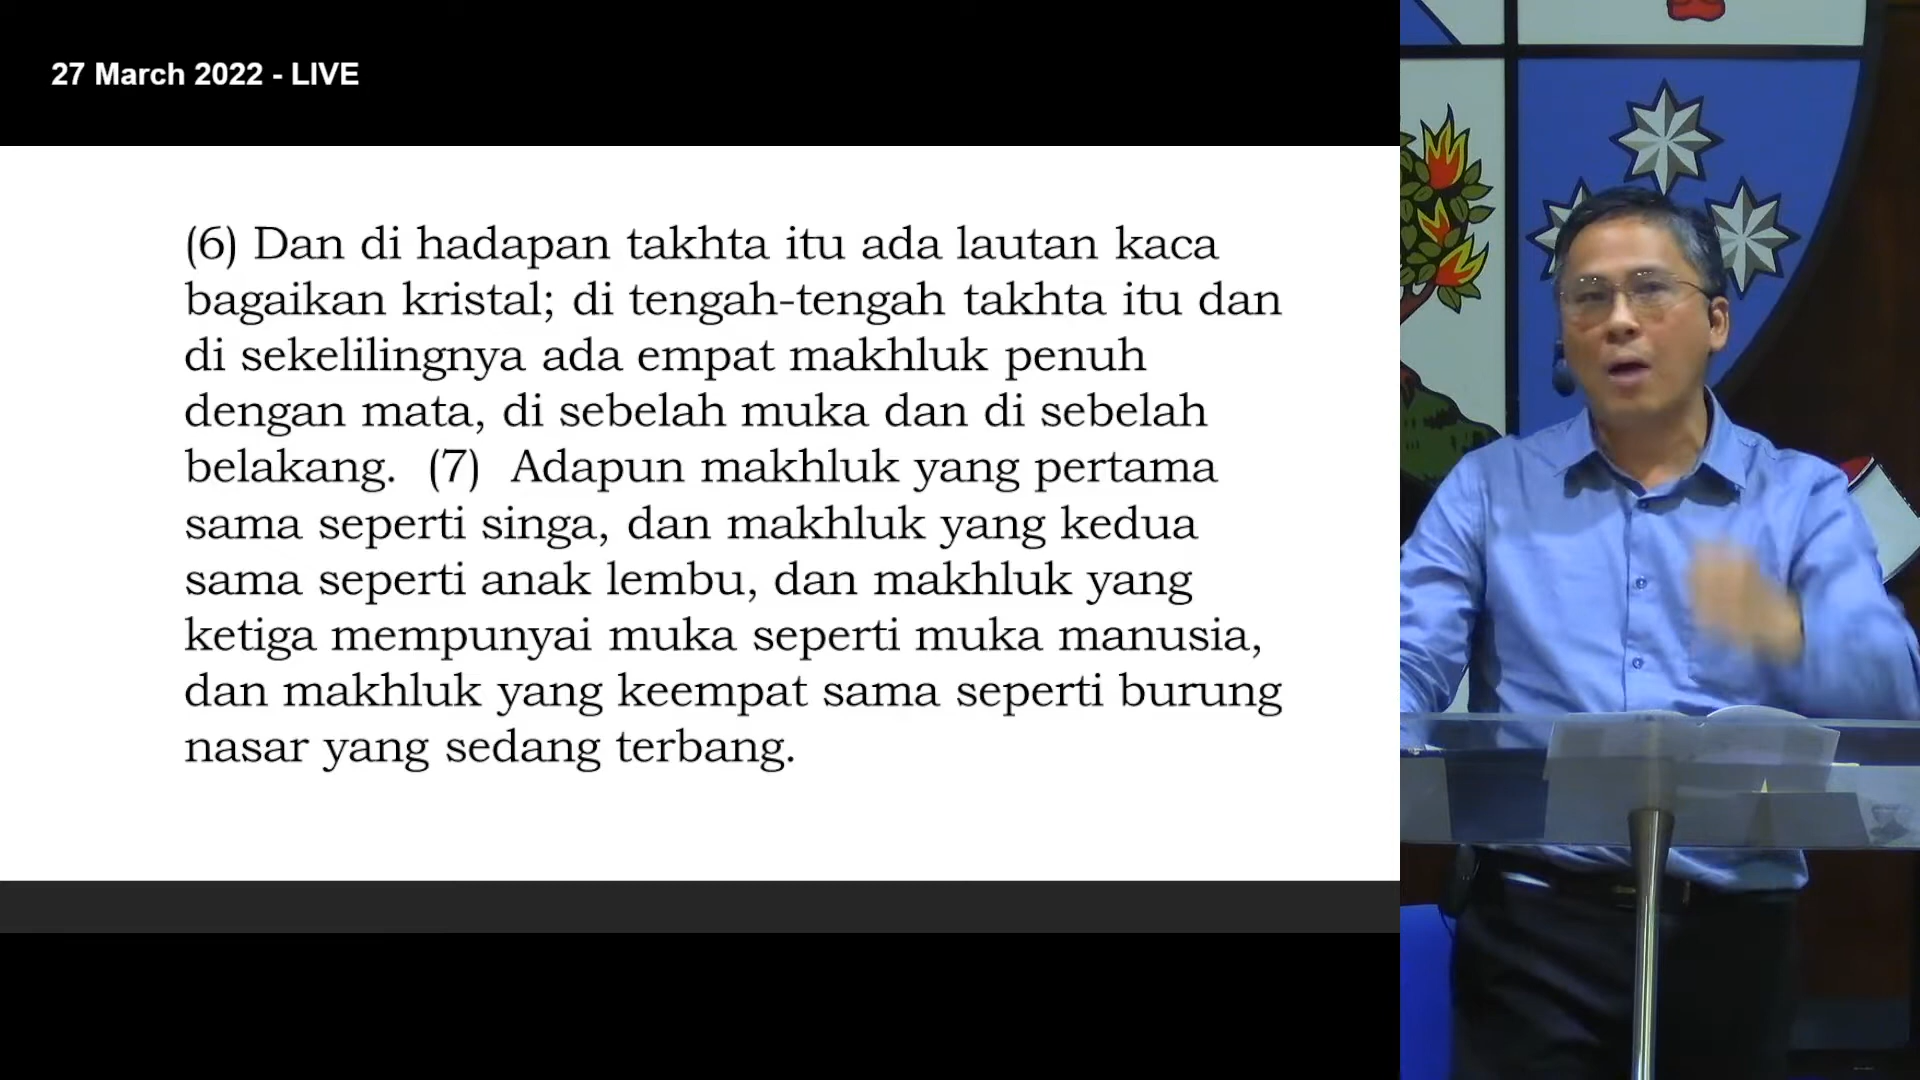 27 March 2022 - LIVE
(6) Dan di hadapan takhta itu ada lautan kaca
bagaikan kristal; di tengah-tengah takhta itu dan
di sekelilingnya ada empat makhluk penuh
dengan mata, di sebelah muka dan di sebelah
belakang.  (7)  Adapun makhluk yang pertama
sama seperti singa, dan makhluk yang kedua
sama seperti anak lembu, dan makhluk yang
ketiga mempunyai muka seperti muka manusia,
dan makhluk yang keempat sama seperti burung
nasar yang sedang terbang.